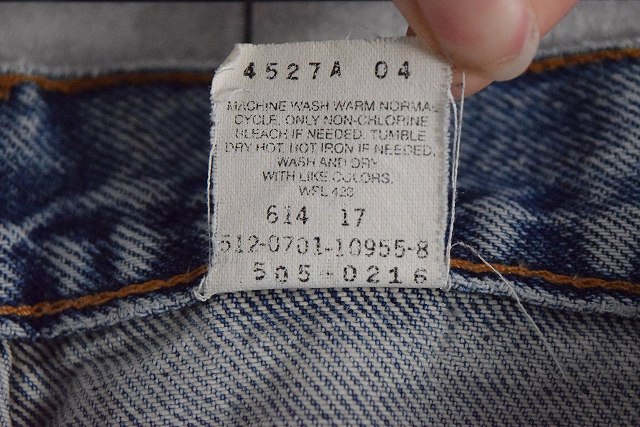 4527A 04
MACHINE WASH WARM NORMAL
CYCLE. ONLY NON-CHLORINE
BLEACH IF NEEDED. TUMBLE
DRY HOT. HOT IRON IF NEEDED.
WASH AND DRY
WITH LIKE COLORS.
WPL 423
614 17
512-0701-10955-8
505-0216